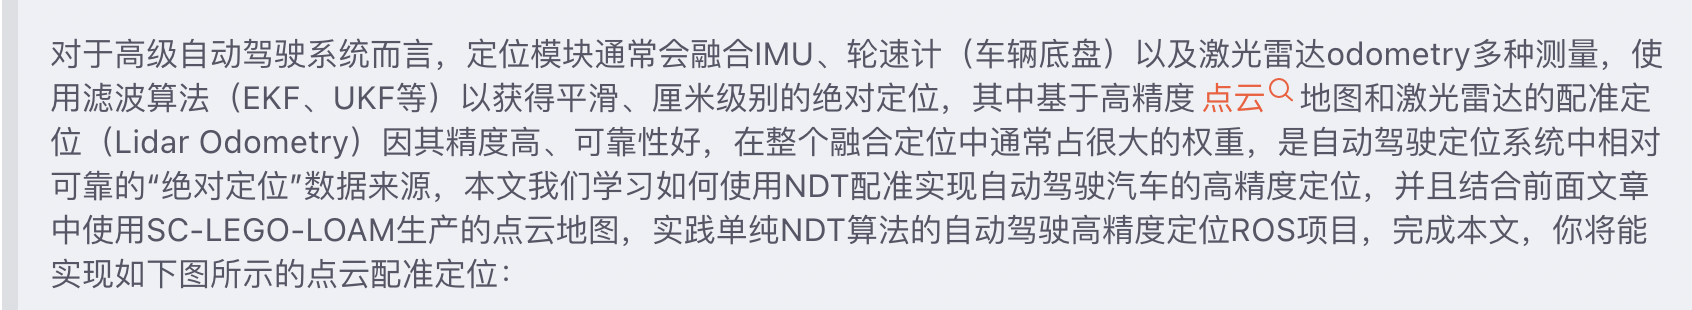 对于高级自动驾驶系统而言，定位模块通常会融合IMU、轮速计（车辆底盘）以及激光雷达odometry多种测量，使
用滤波算法（EKF、UKF等）以获得平滑、厘米级别的绝对定位，其中基于高精度 点云 地图和激光雷达的配准定
位（Lidar Odometry）因其精度高、可靠性好，在整个融合定位中通常占很大的权重，是自动驾驶定位系统中相对
可靠的“绝对定位”数据来源，本文我们学习如何使用NDT配准实现自动驾驶汽车的高精度定位，并且结合前面文章
中使用SC-LEGO-LOAM生产的点云地图，实践单纯NDT算法的自动驾驶高精度定位ROS项目，完成本文，你将能
实现如下图所示的点云配准定位：